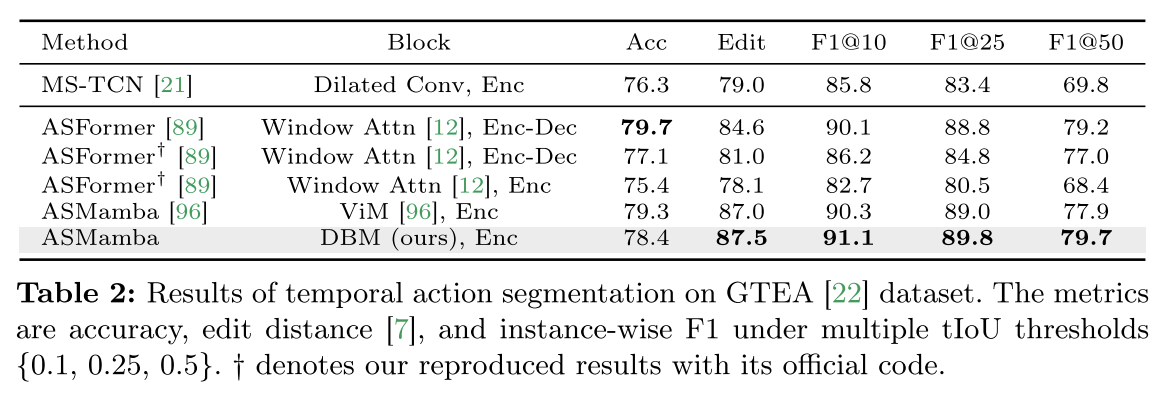 Method Block Acc Edit F1@10 F1@25 F1@50
MS-TCN [21] Dilated Conv, Enc 76.3 79.0 85.8 83.4 69.8
ASFormer [89] Window Attn [12], Enc-Dec 79.7 84.6 90.1 88.8 79.2
ASFormer† [89] Window Attn [12], Enc-Dec 77.1 81.0 86.2 84.8 77.0
ASFormer† [89] Window Attn [12], Enc 75.4 78.1 82.7 80.5 68.4
ASMamba [96] ViM [96], Enc 79.3 87.0 90.3 89.0 77.9
ASMamba DBM (ours), Enc 78.4 87.5 91.1 89.8 79.7
Table 2: Results of temporal action segmentation on GTEA [22] dataset. The metrics
are accuracy, edit distance [7], and instance-wise F1 under multiple tIoU thresholds
{0.1, 0.25, 0.5}. † denotes our reproduced results with its official code.